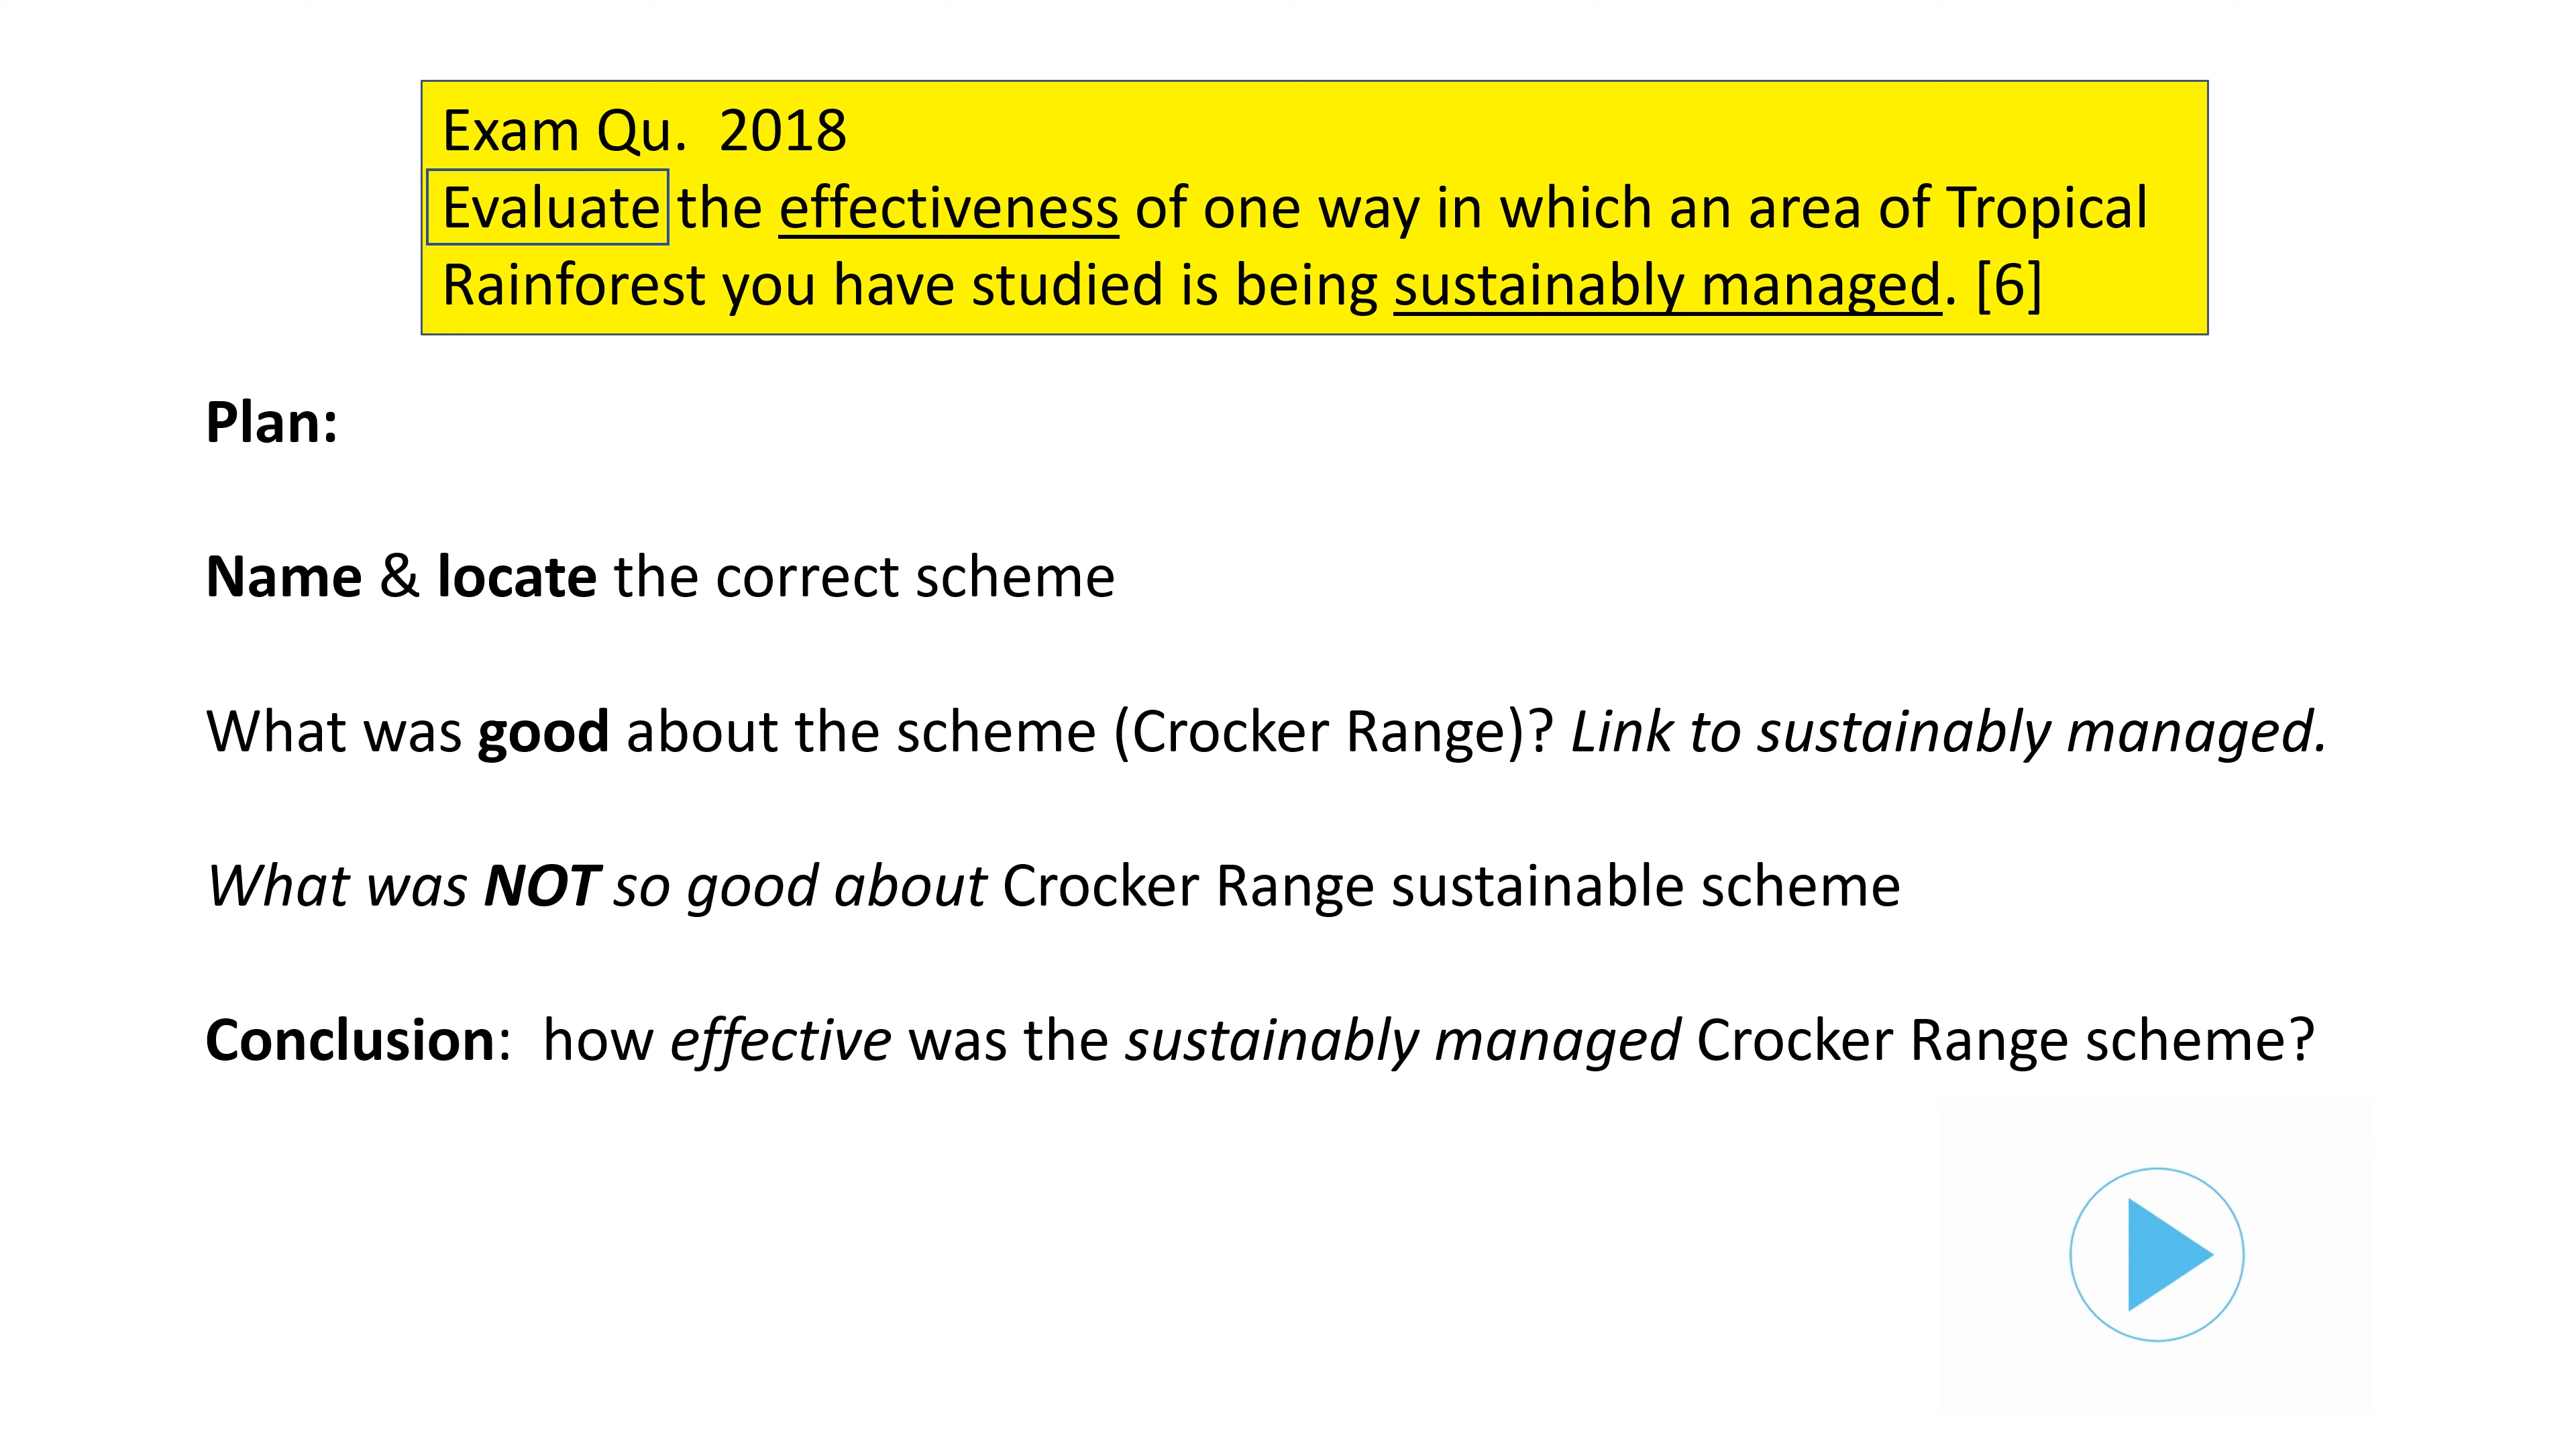 Exam Qu.  2018
Evaluate the effectiveness of one way in which an area of Tropical
Rainforest you have studied is being sustainably managed. [6]
Plan:
Name & locate the correct scheme
What was good about the scheme (Crocker Range)? Link to sustainably managed.
What was NOT so good about Crocker Range sustainable scheme
Conclusion:  how effective was the sustainably managed Crocker Range scheme?